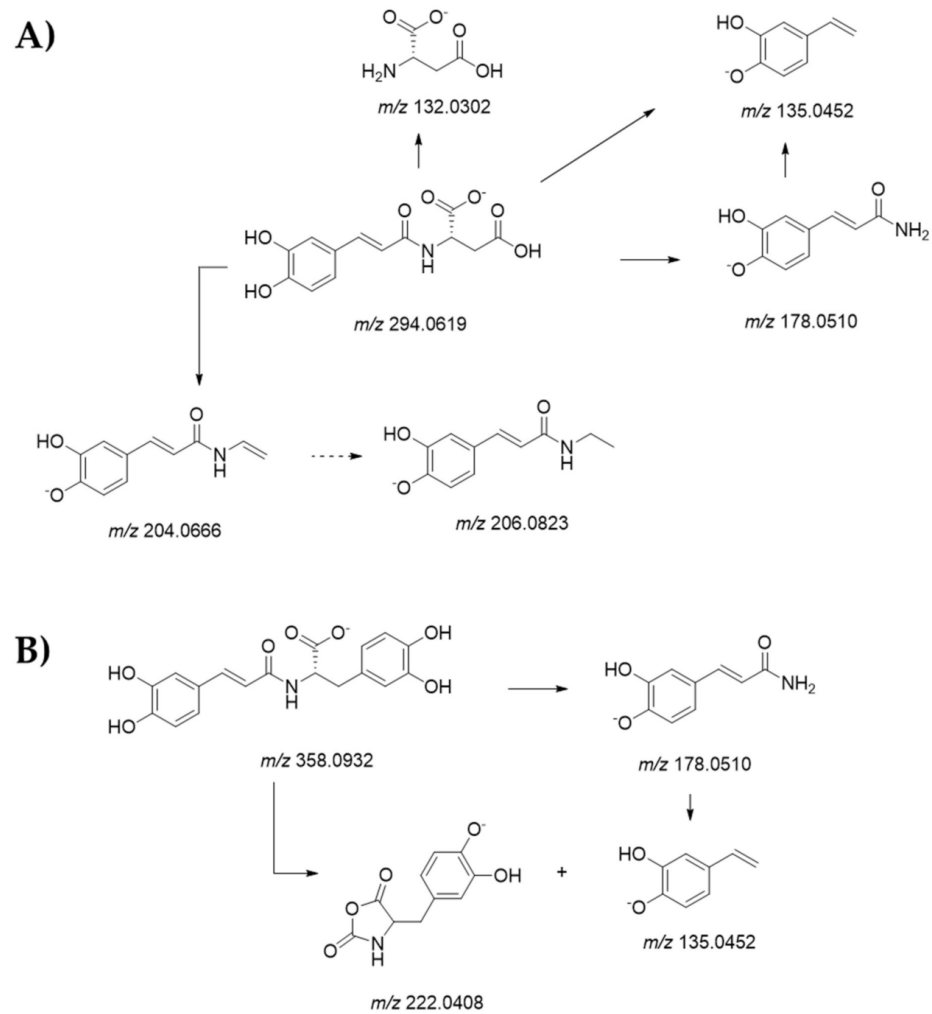 A)
O O-
O
H2N
OH
m/z 132.0302
HO
-O
m/z 135.0452
O O-
O
O
HO
N
H
OH
HO
m/z 294.0619
O
HO
NH2
-O
m/z 178.0510
O
HO
N
H
-O
m/z 204.0666
O
HO
N
H
-O
m/z 206.0823
B)
O O-
OH
O
HO
N
H
OH
HO
m/z 358.0932
O
HO
NH2
-O
m/z 178.0510
O-
O
OH
O
O
N
H
m/z 222.0408
+
HO
-O
m/z 135.0452